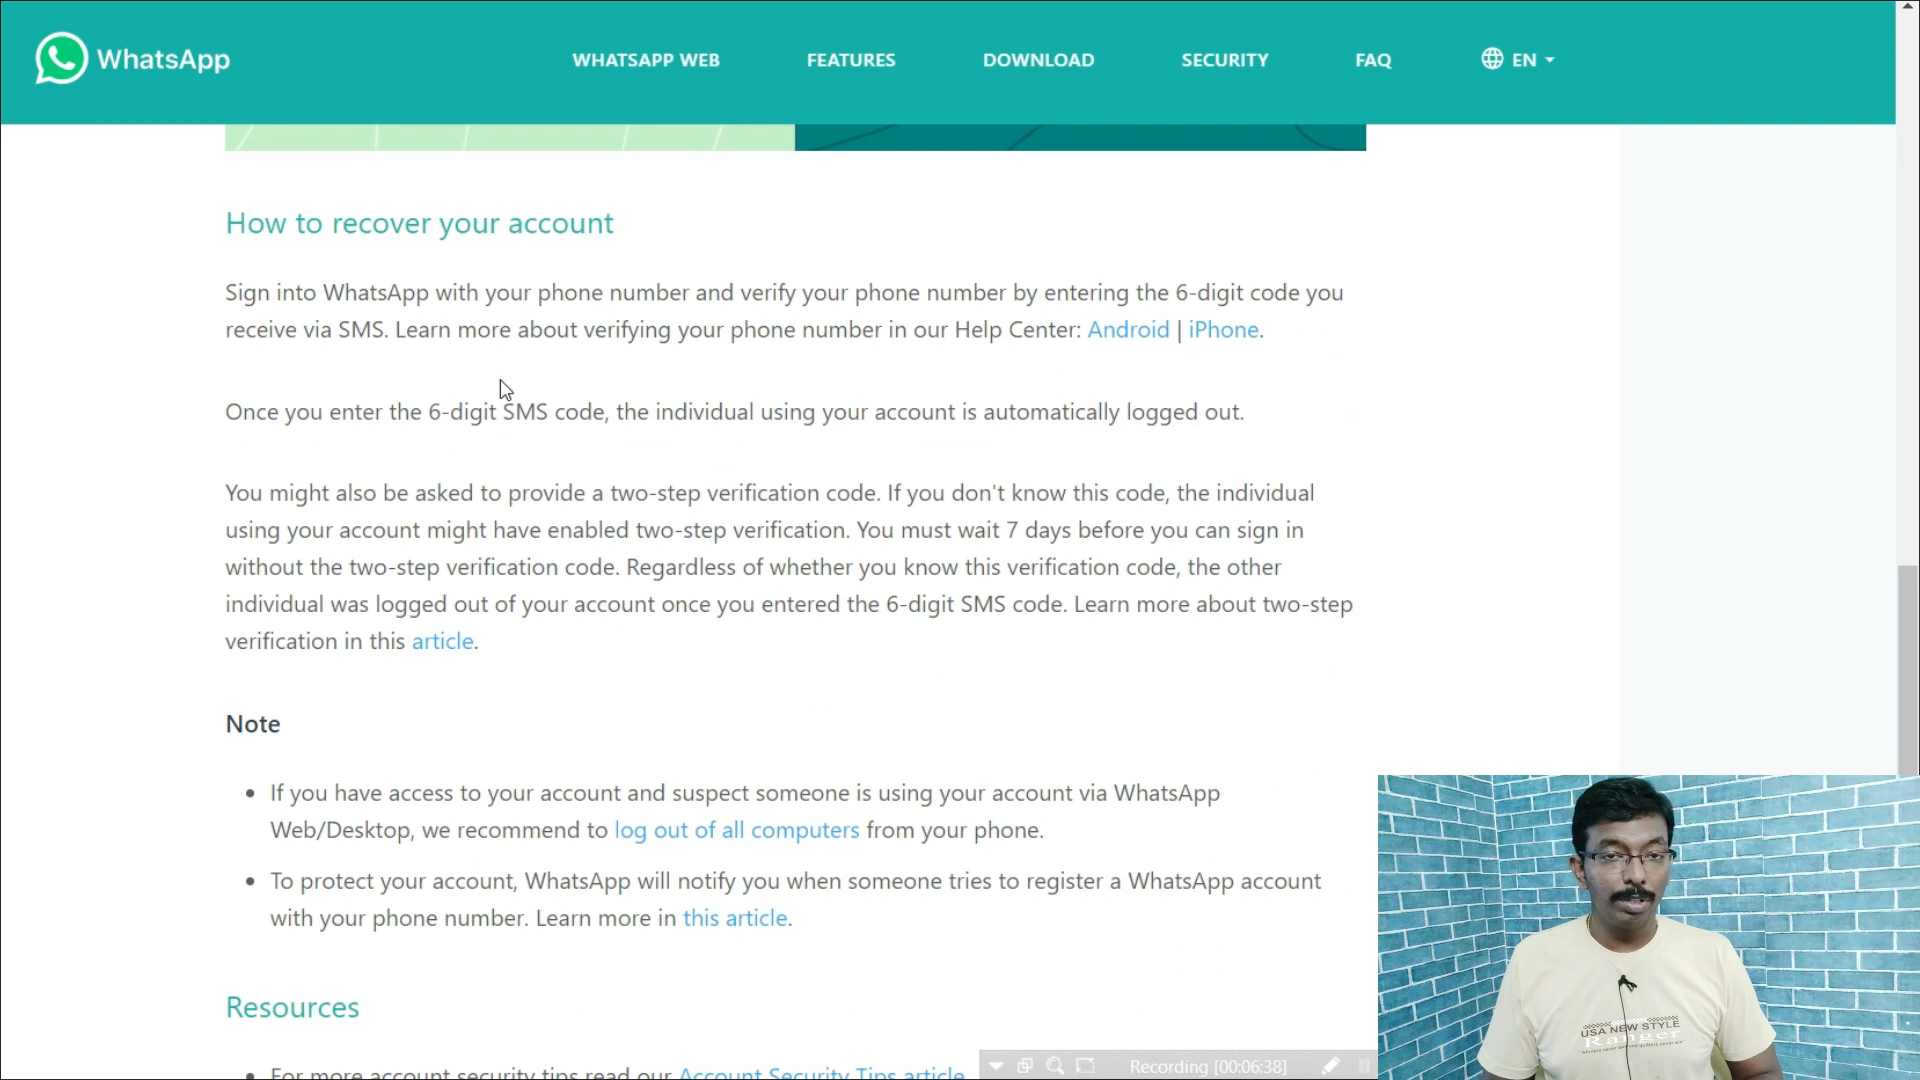 WhatsApp
WHATSAPP WEB
FEATURES
DOWNLOAD
SECURITY
FAQ
EN
How to recover your account
Sign into WhatsApp with your phone number and verify your phone number by entering the 6-digit code you
receive via SMS. Learn more about verifying your phone number in our Help Center: Android | iPhone.
Once you enter the 6-digit SMS code, the individual using your account is automatically logged out.
You might also be asked to provide a two-step verification code. If you don't know this code, the individual
using your account might have enabled two-step verification. You must wait 7 days before you can sign in
without the two-step verification code. Regardless of whether you know this verification code, the other
individual was logged out of your account once you entered the 6-digit SMS code. Learn more about two-step
verification in this article.
Note
• If you have access to your account and suspect someone is using your account via WhatsApp
Web/Desktop, we recommend to log out of all computers from your phone.
• To protect your account, WhatsApp will notify you when someone tries to register a WhatsApp account
with your phone number. Learn more in this article.
Resources
• For more account security tips read our Account Security Tips article
Recording [00:06:38]
USA NEW STYLE
Ranger